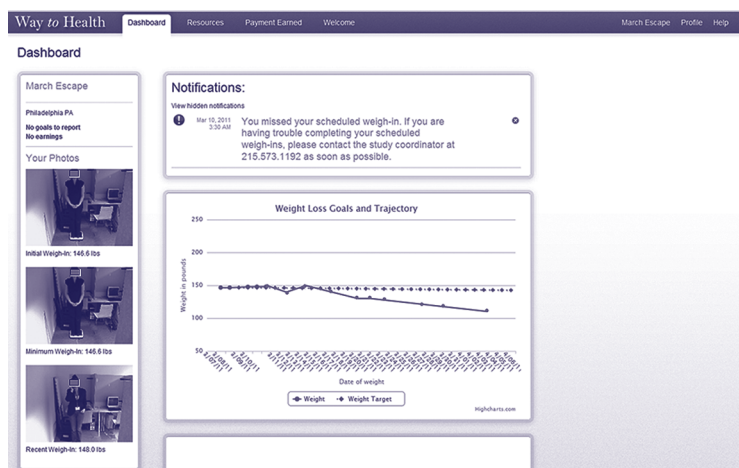 Way to Health
Dashboard
Resources
Payment Earned
Welcome
March Escape
Profile
Help
Dashboard
March Escape
Philadelphia PA
No goals to report
No earnings
Your Photos
Initial Weigh-In: 146.6 lbs
Minimum Weigh-In: 146.6 lbs
Recent Weigh-In: 148.0 lbs
Notifications:
View hidden notifications
Mar 10, 2011
3:30 AM
You missed your scheduled weigh-in. If you are
having trouble completing your scheduled
weigh-ins, please contact the study coordinator at
215.573.1192 as soon as possible.
Weight Loss Goals and Trajectory
Weight in pounds
250
200
150
100
50
Date of weight
Weight
Weight Target
Highcharts.com